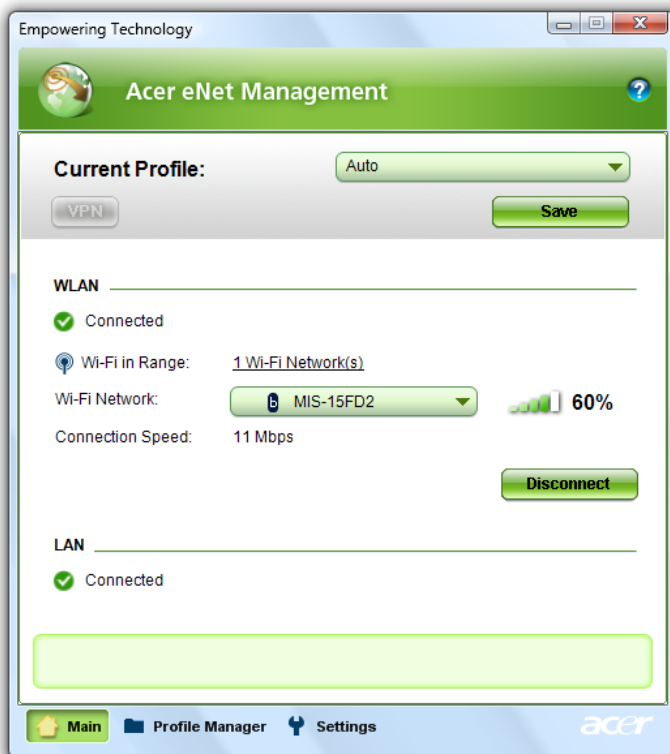 Empowering Technology
Acer eNet Management ?
Current Profile: Auto
VPN Save
WLAN
Connected
Wi-Fi in Range: 1 Wi-Fi Network(s)
Wi-Fi Network: b MIS-15FD2 60%
Connection Speed: 11 Mbps
Disconnect
LAN
Connected
Main Profile Manager Settings acer